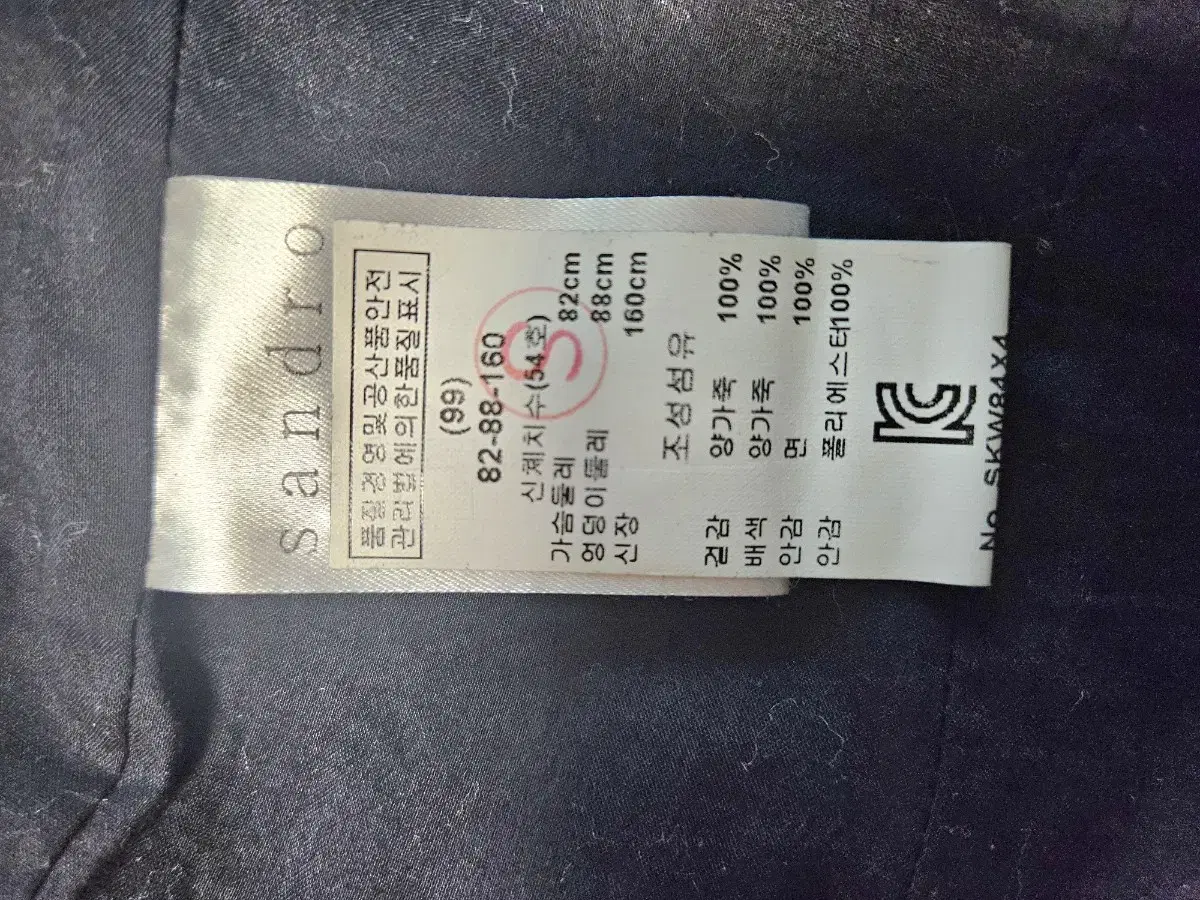 sandro
품질경영및공산품안전
관리법에의한품질표시
(99)
82-88-160
S
신체치수(54호)
가슴둘레 82cm
엉덩이둘레 88cm
신장 160cm
조성섬유
겉감 양가죽 100%
배색 양가죽 100%
안감 면 100%
안감 폴리에스터100%
KC
No SKW84X4